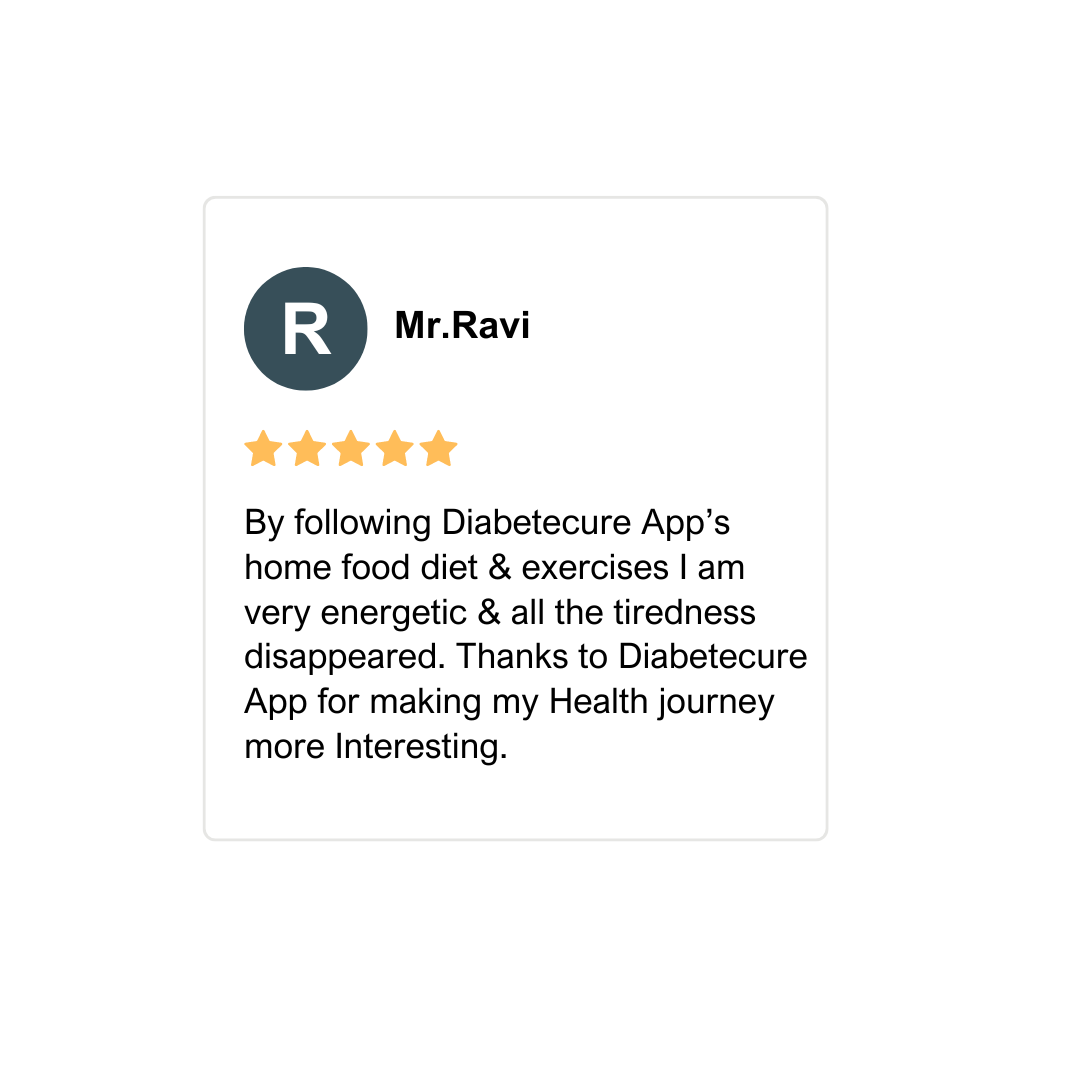 R
Mr.Ravi
By following Diabetecure App’s
home food diet & exercises I am
very energetic & all the tiredness
disappeared. Thanks to Diabetecure
App for making my Health journey
more Interesting.